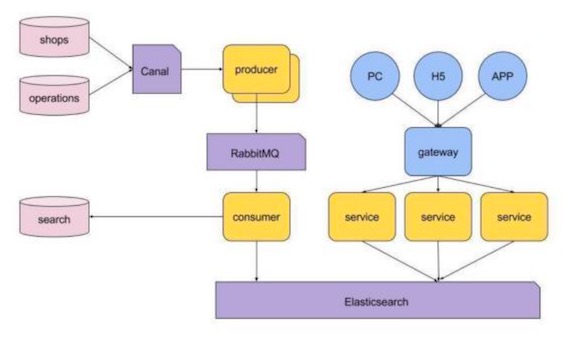 shops
operations
Canal
producer
RabbitMQ
search
consumer
PC
H5
APP
gateway
service
service
service
Elasticsearch